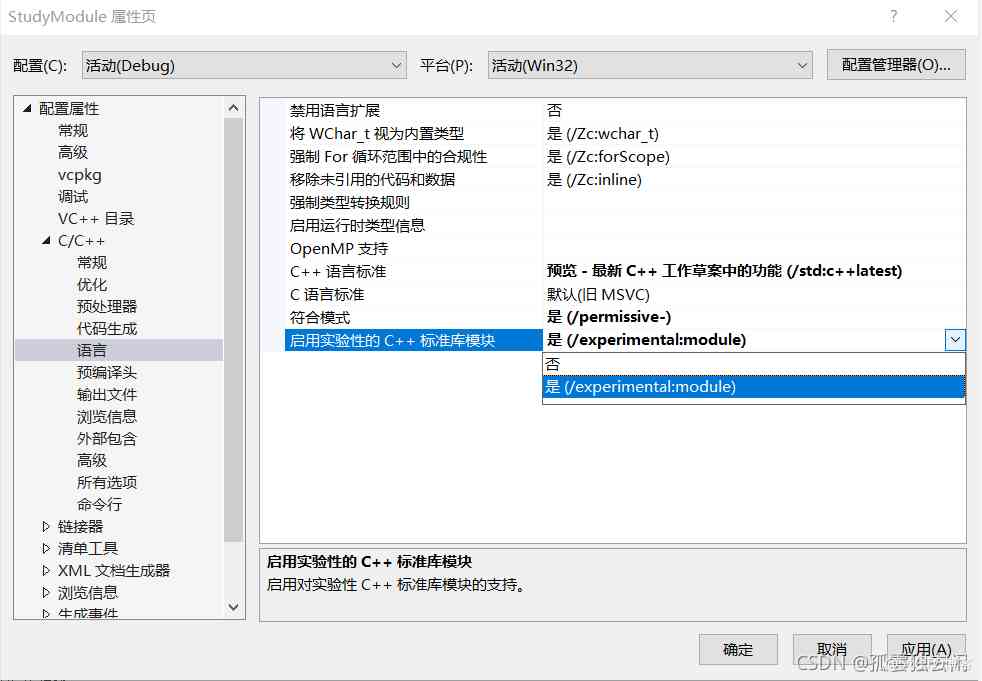 StudyModule 属性页
?
配置(C): 活动(Debug) 平台(P): 活动(Win32) 配置管理器(O)...
配置属性
常规
高级
vcpkg
调试
VC++ 目录
C/C++
常规
优化
预处理器
代码生成
语言
预编译头
输出文件
浏览信息
外部包含
高级
所有选项
命令行
链接器
清单工具
XML 文档生成器
浏览信息
生成事件
禁用语言扩展 否
将 WChar_t 视为内置类型 是 (/Zc:wchar_t)
强制 For 循环范围中的合规性 是 (/Zc:forScope)
移除未引用的代码和数据 是 (/Zc:inline)
强制类型转换规则
启用运行时类型信息
OpenMP 支持
C++ 语言标准 预览 - 最新 C++ 工作草案中的功能 (/std:c++latest)
C 语言标准 默认(旧 MSVC)
符合模式 是 (/permissive-)
启用实验性的 C++ 标准库模块 是 (/experimental:module)
否
是 (/experimental:module)
启用实验性的 C++ 标准库模块
启用对实验性 C++ 标准库模块的支持。
确定 取消 应用(A)
CSDN @孤